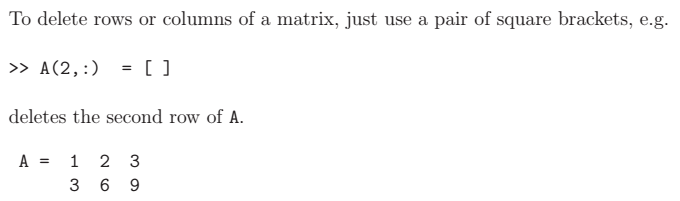 To delete rows or columns of a matrix, just use a pair of square brackets, e.g.
>> A(2,:)  = [ ]
deletes the second row of A.
A =  1  2  3
     3  6  9